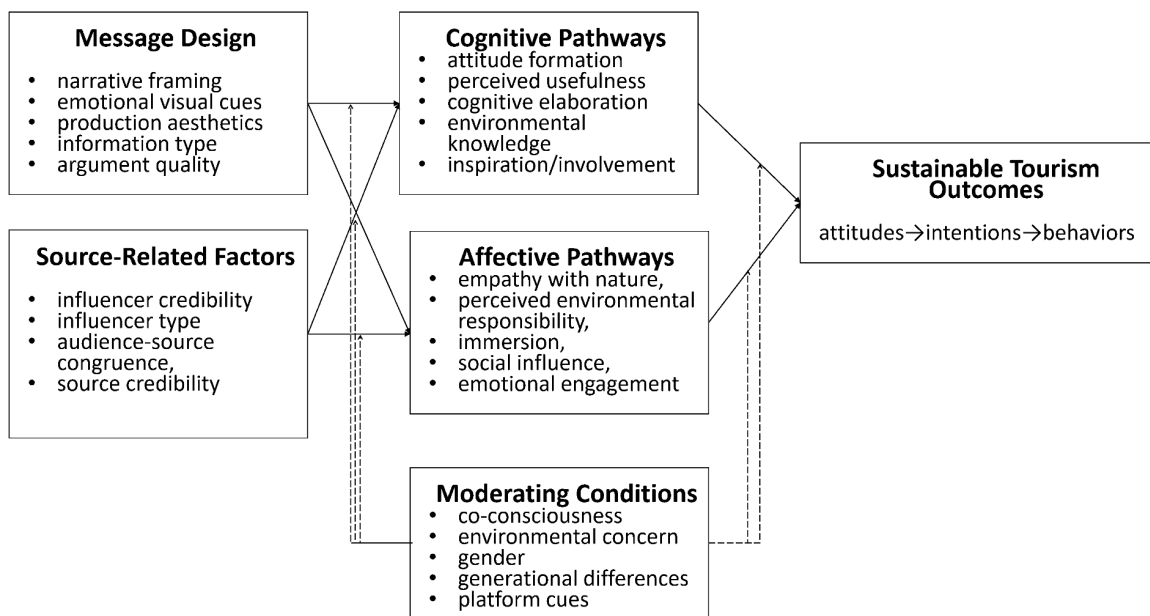 Message Design
• narrative framing
• emotional visual cues
• production aesthetics
• information type
• argument quality
Source-Related Factors
• influencer credibility
• influencer type
• audience-source
congruence,
• source credibility
Cognitive Pathways
• attitude formation
• perceived usefulness
• cognitive elaboration
• environmental
knowledge
• inspiration/involvement
Affective Pathways
• empathy with nature,
• perceived environmental
responsibility,
• immersion,
• social influence,
• emotional engagement
Moderating Conditions
• co-consciousness
• environmental concern
• gender
• generational differences
• platform cues
Sustainable Tourism
Outcomes
attitudes→intentions→behaviors